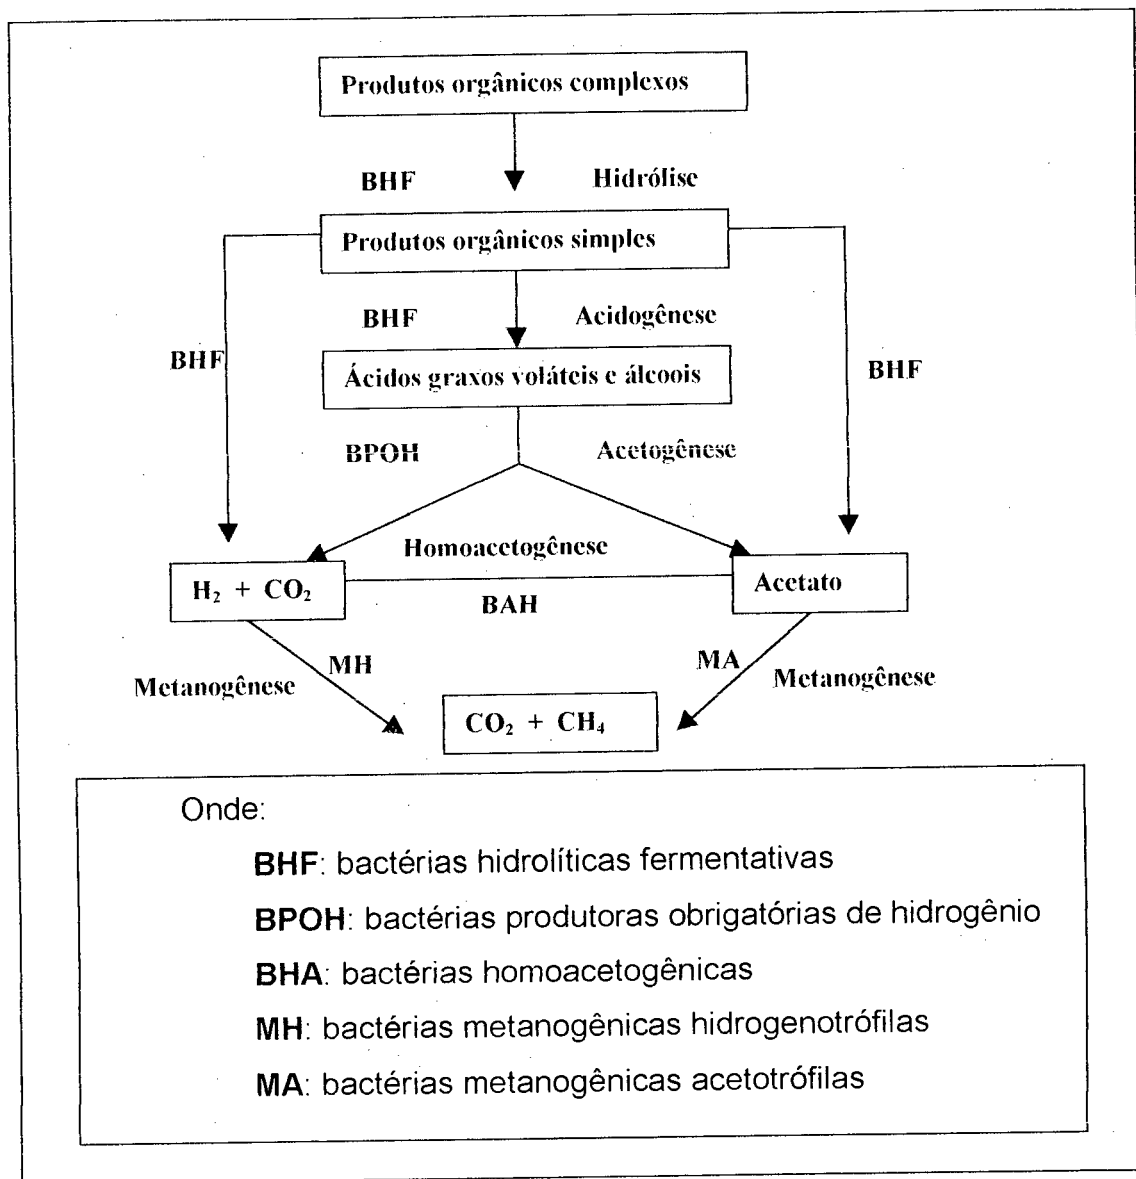 Produtos orgânicos complexos
BHF Hidrólise
Produtos orgânicos simples
BHF Acidogênese
BHF
Ácidos graxos voláteis e álcoois
BHF
BPOH Acetogênese
Homoacetogênese
H₂ + CO₂
BAH
Acetato
MH
MA
Metanogênese
Metanogênese
CO₂ + CH₄
Onde:
BHF: bactérias hidrolíticas fermentativas
BPOH: bactérias produtoras obrigatórias de hidrogênio
BHA: bactérias homoacetogênicas
MH: bactérias metanogênicas hidrogenotrófilas
MA: bactérias metanogênicas acetotrófilas